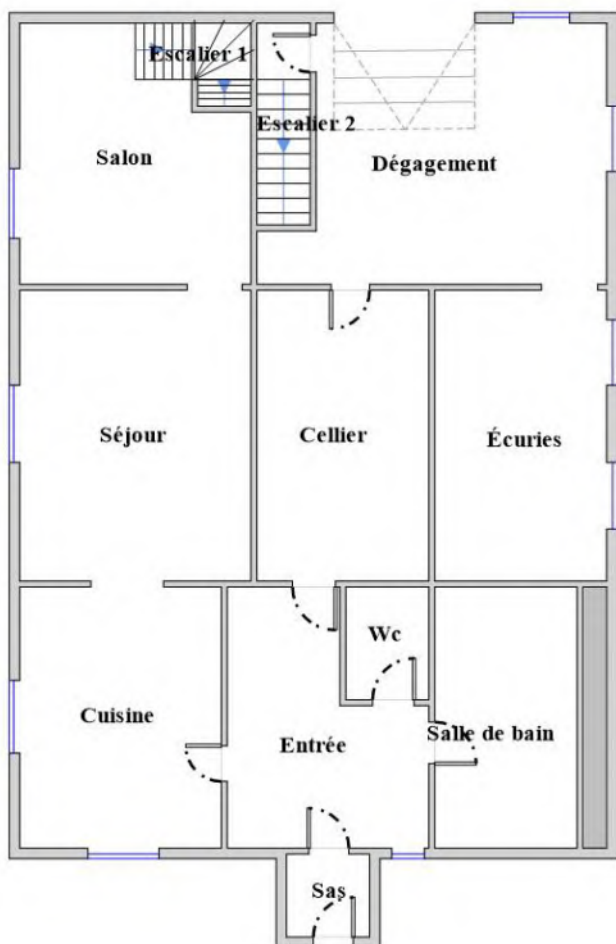 Escalier 1
Escalier 2
Salon
Dégagement
Séjour
Cellier
Écuries
Wc
Cuisine
Entrée
Salle de bain
Sas